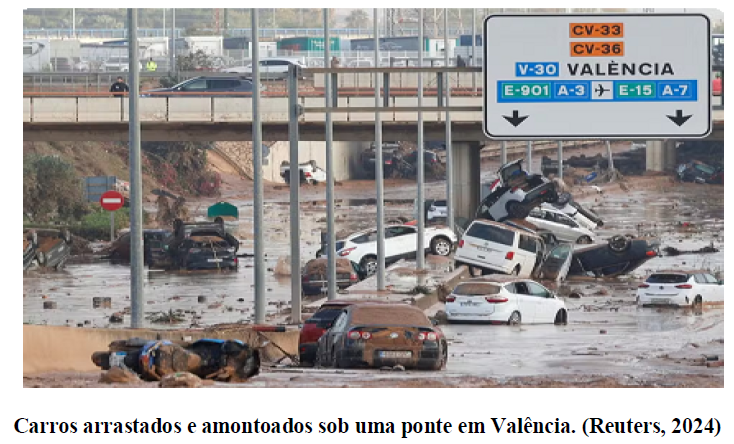 CV-33
CV-36
V-30 VALÈNCIA
E-901 A-3 E-15 A-7
Carros arrastados e amontoados sob uma ponte em Valência. (Reuters, 2024)